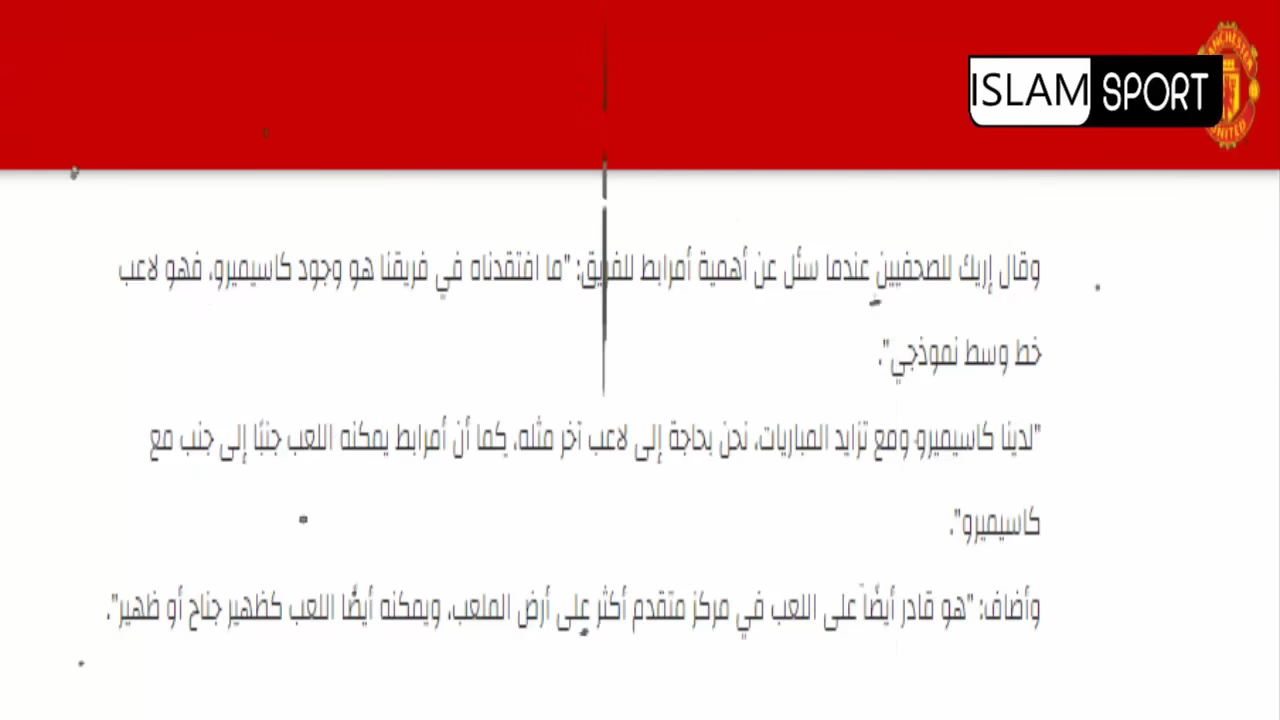 ISLAM SPORT
MANCHESTER
UNITED
وقال إريك للصحفيين عندما سئل عن أهمية أمرابط للفريق: "ما افتقدناه في فريقنا هو وجود كاسيميرو، فهو لاعب
خط وسط نموذجي".
"لدينا كاسيميرو ومع تزايد المباريات، نحن بحاجة إلى لاعب آخر مثله، كما أن أمرابط يمكنه اللعب جنبًا إلى جنب مع
كاسيميرو".
وأضاف: "هو قادر أيضًا على اللعب في مركز متقدم أكثر على أرض الملعب، ويمكنه أيضًا اللعب كظهير جناح أو ظهير".